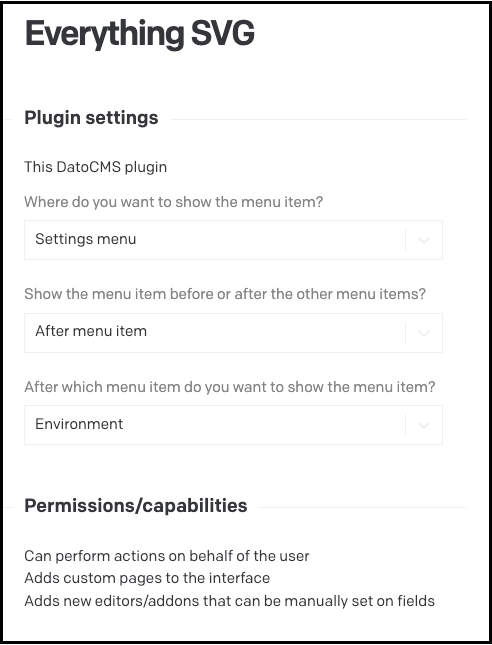 Everything SVG
Plugin settings
This DatoCMS plugin
Where do you want to show the menu item?
Settings menu
Show the menu item before or after the other menu items?
After menu item
After which menu item do you want to show the menu item?
Environment
Permissions/capabilities
Can perform actions on behalf of the user
Adds custom pages to the interface
Adds new editors/addons that can be manually set on fields